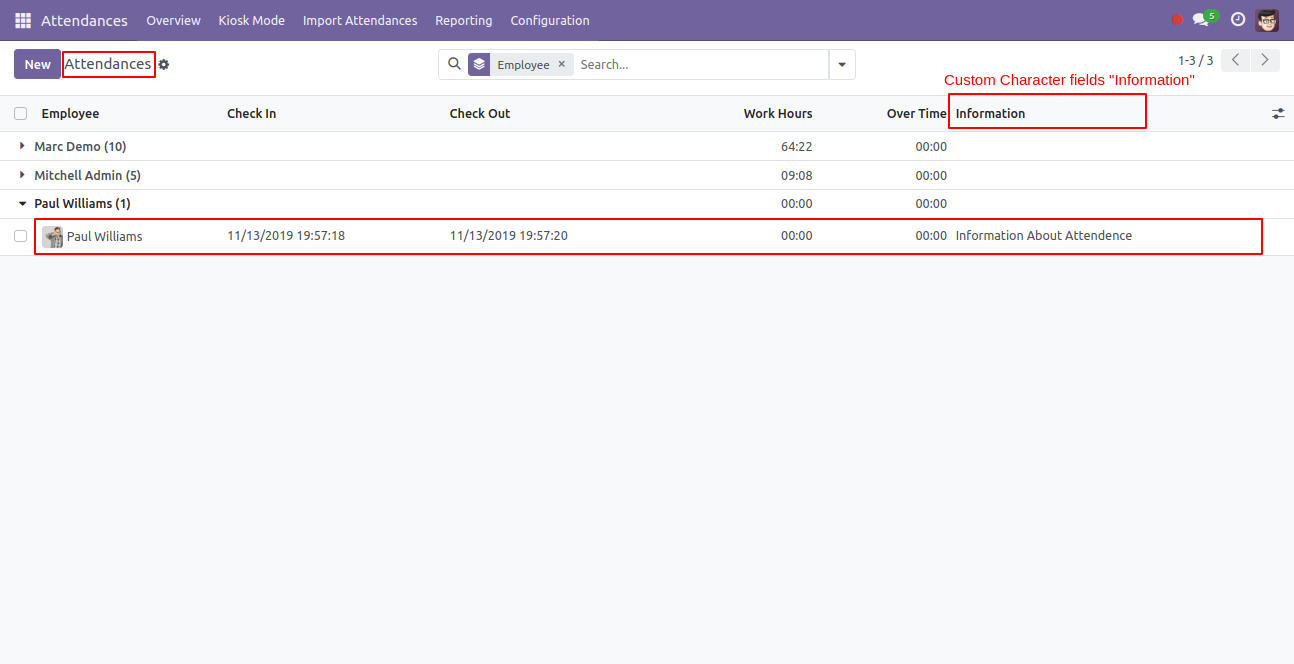 Attendances Overview Kiosk Mode Import Attendances Reporting Configuration 5
New Attendances Employee × Search... 1-3 / 3
Custom Character fields "Information"
Employee Check In Check Out Work Hours Over Time Information
Marc Demo (10) 64:22 00:00
Mitchell Admin (5) 09:08 00:00
Paul Williams (1) 00:00 00:00
Paul Williams 11/13/2019 19:57:18 11/13/2019 19:57:20 00:00 00:00 Information About Attendence